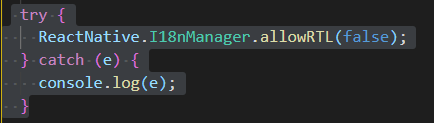 try {
ReactNative.I18nManager.allowRTL(false);
} catch (e) {
console.log(e);
}